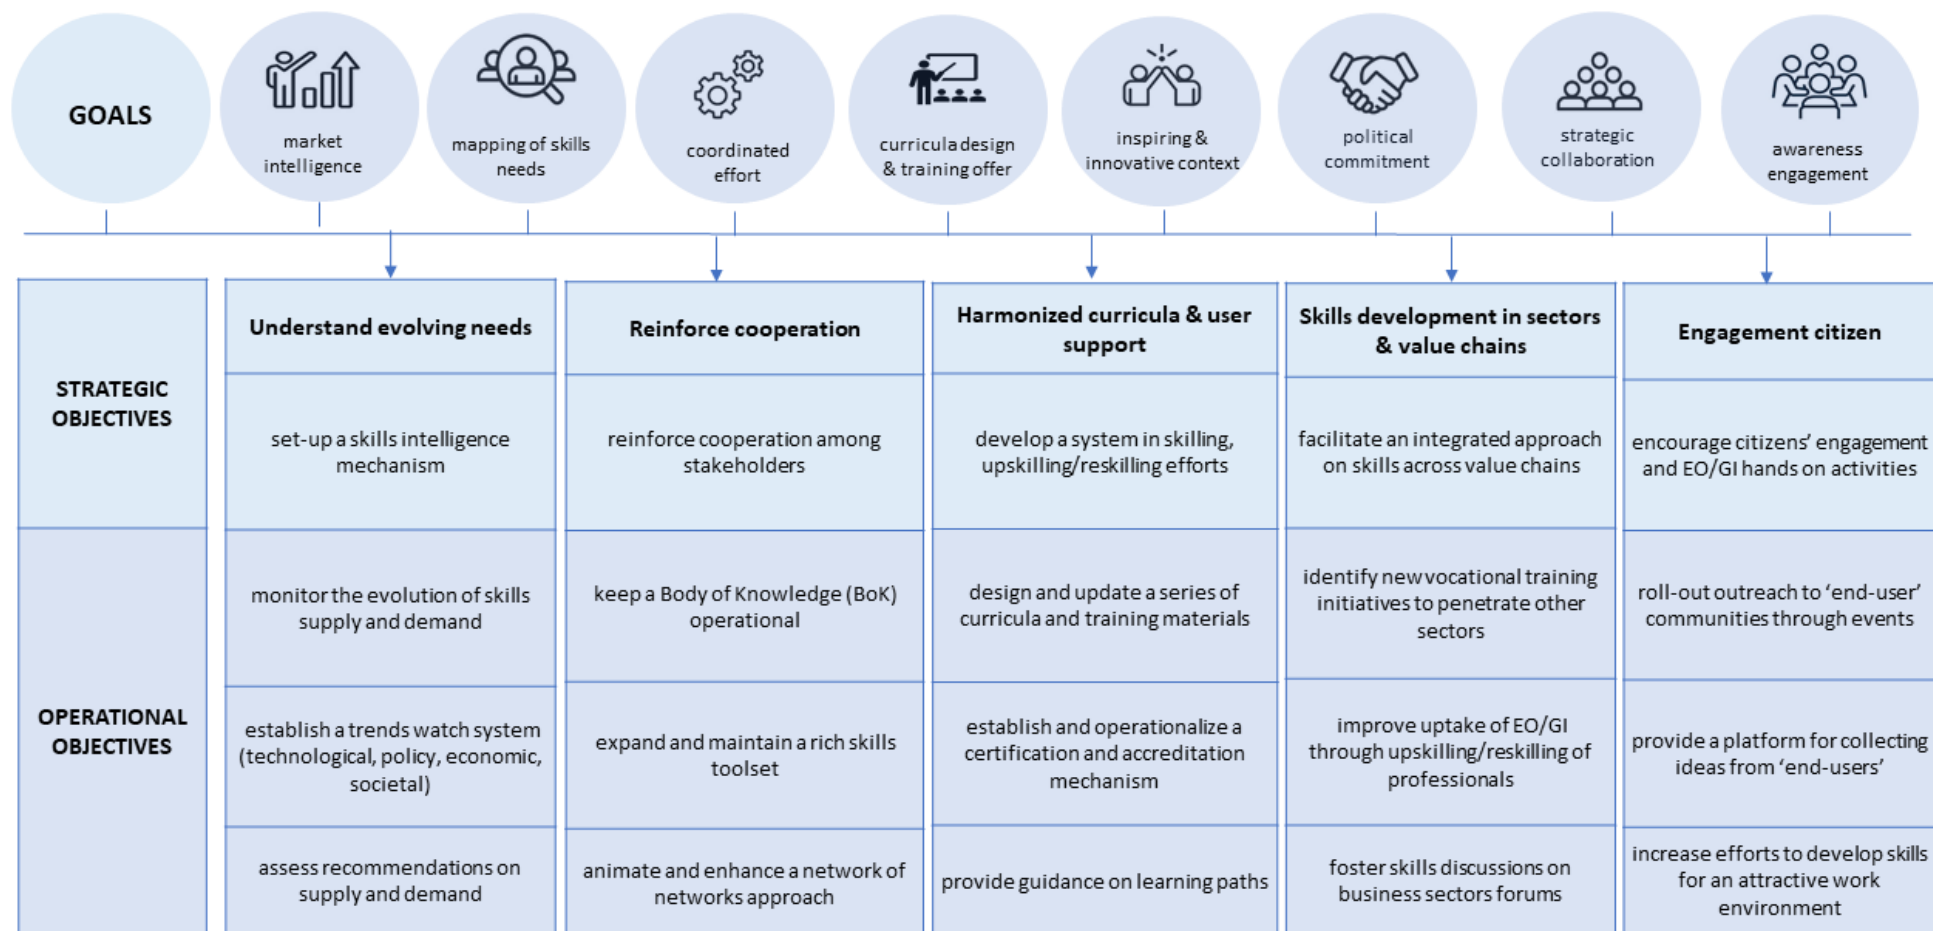 GOALS
market
intelligence
mapping of skills
needs
coordinated
effort
curricula design
& training offer
inspiring &
innovative context
political
commitment
strategic
collaboration
awareness
engagement
STRATEGIC
OBJECTIVES
Understand evolving needs
Reinforce cooperation
Harmonized curricula & user
support
Skills development in sectors
& value chains
Engagement citizen
set-up a skills intelligence
mechanism
reinforce cooperation among
stakeholders
develop a system in skilling,
upskilling/reskilling efforts
facilitate an integrated approach
on skills across value chains
encourage citizens’ engagement
and EO/GI hands on activities
OPERATIONAL
OBJECTIVES
monitor the evolution of skills
supply and demand
keep a Body of Knowledge (BoK)
operational
design and update a series of
curricula and training materials
identify new vocational training
initiatives to penetrate other
sectors
roll-out outreach to ‘end-user’
communities through events
establish a trends watch system
(technological, policy, economic,
societal)
expand and maintain a rich skills
toolset
establish and operationalize a
certification and accreditation
mechanism
improve uptake of EO/GI
through upskilling/reskilling of
professionals
provide a platform for collecting
ideas from ‘end-users’
assess recommendations on
supply and demand
animate and enhance a network of
networks approach
provide guidance on learning paths
foster skills discussions on
business sectors forums
increase efforts to develop skills
for an attractive work
environment